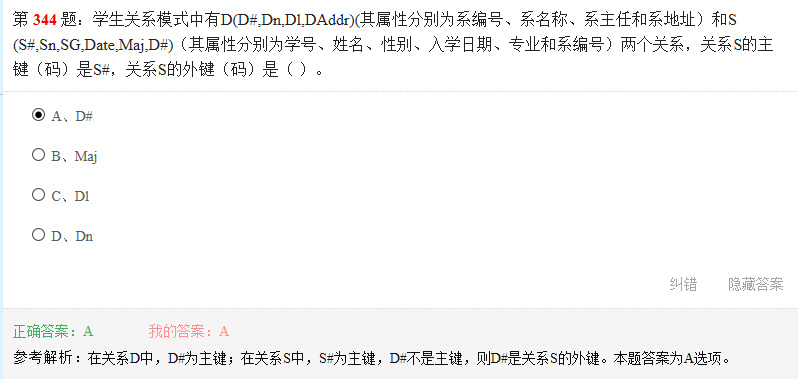 第 344 题：学生关系模式中有D(D#,Dn,Dl,DAddr)(其属性分别为系编号、系名称、系主任和系地址）和S
(S#,Sn,SG,Date,Maj,D#)（其属性分别为学号、姓名、性别、入学日期、专业和系编号）两个关系，关系S的主
键（码）是S#，关系S的外键（码）是（ ）。
A、D#
B、Maj
C、Dl
D、Dn
纠错 隐藏答案
正确答案：A 我的答案：A
参考解析：在关系D中，D#为主键；在关系S中，S#为主键，D#不是主键，则D#是关系S的外键。本题答案为A选项。